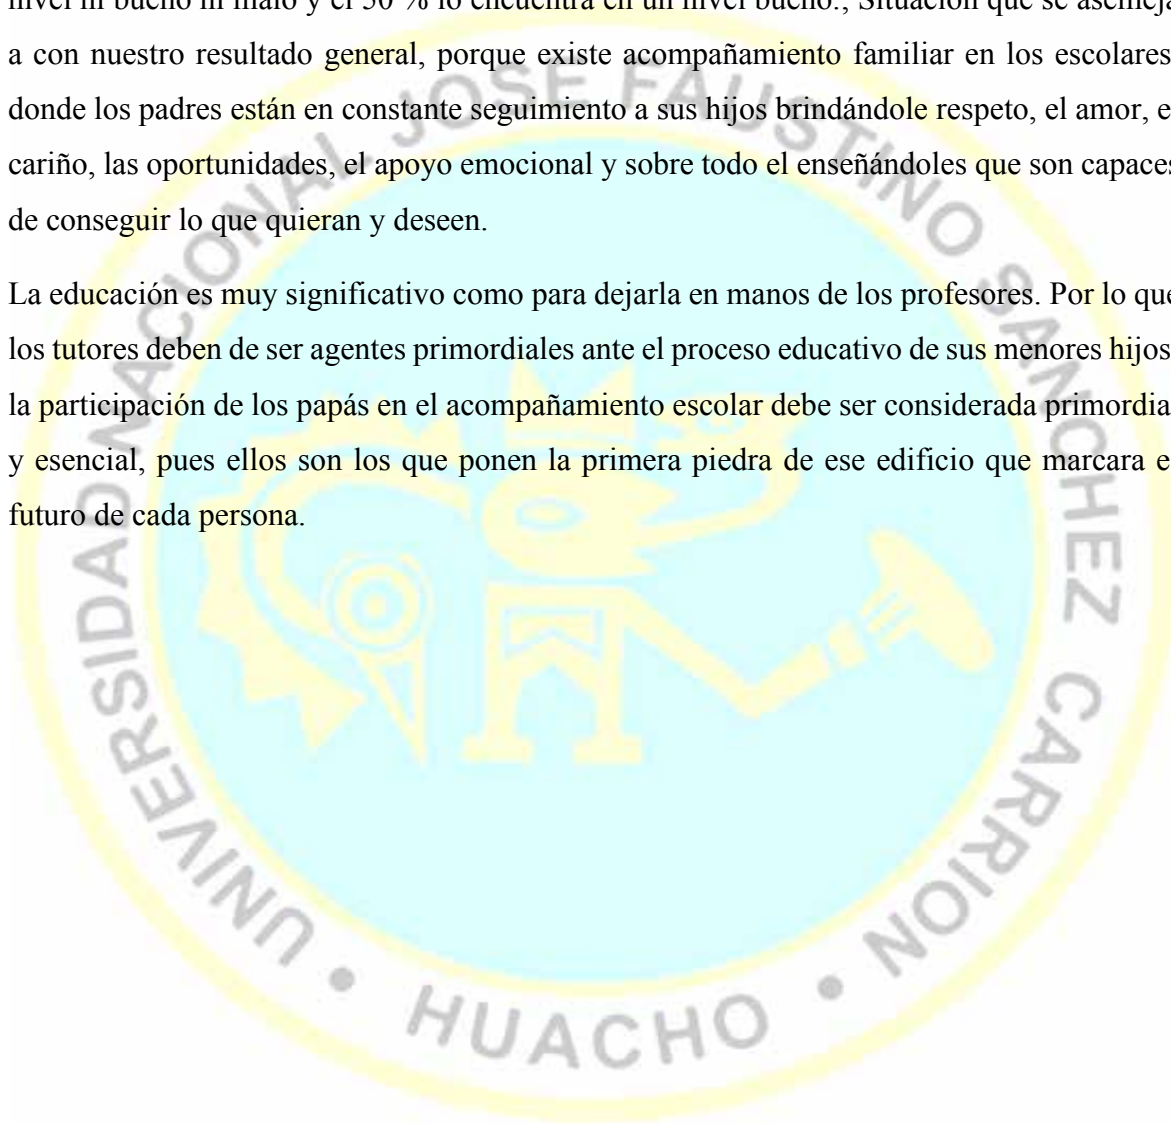 nivel ni bueno ni malo y el 50 % lo encuentra en un nivel bueno., Situación que se asemeja
a con nuestro resultado general, porque existe acompañamiento familiar en los escolares
donde los padres están en constante seguimiento a sus hijos brindándole respeto, el amor, e
cariño, las oportunidades, el apoyo emocional y sobre todo el enseñándoles que son capaces
de conseguir lo que quieran y deseen.
La educación es muy significativo como para dejarla en manos de los profesores. Por lo que
los tutores deben de ser agentes primordiales ante el proceso educativo de sus menores hijos
la participación de los papás en el acompañamiento escolar debe ser considerada primordia
y esencial, pues ellos son los que ponen la primera piedra de ese edificio que marcara e
futuro de cada persona.
UNIVERSIDAD NACIONAL JOSE FAUSTINO SANCHEZ CARRION
• HUACHO •